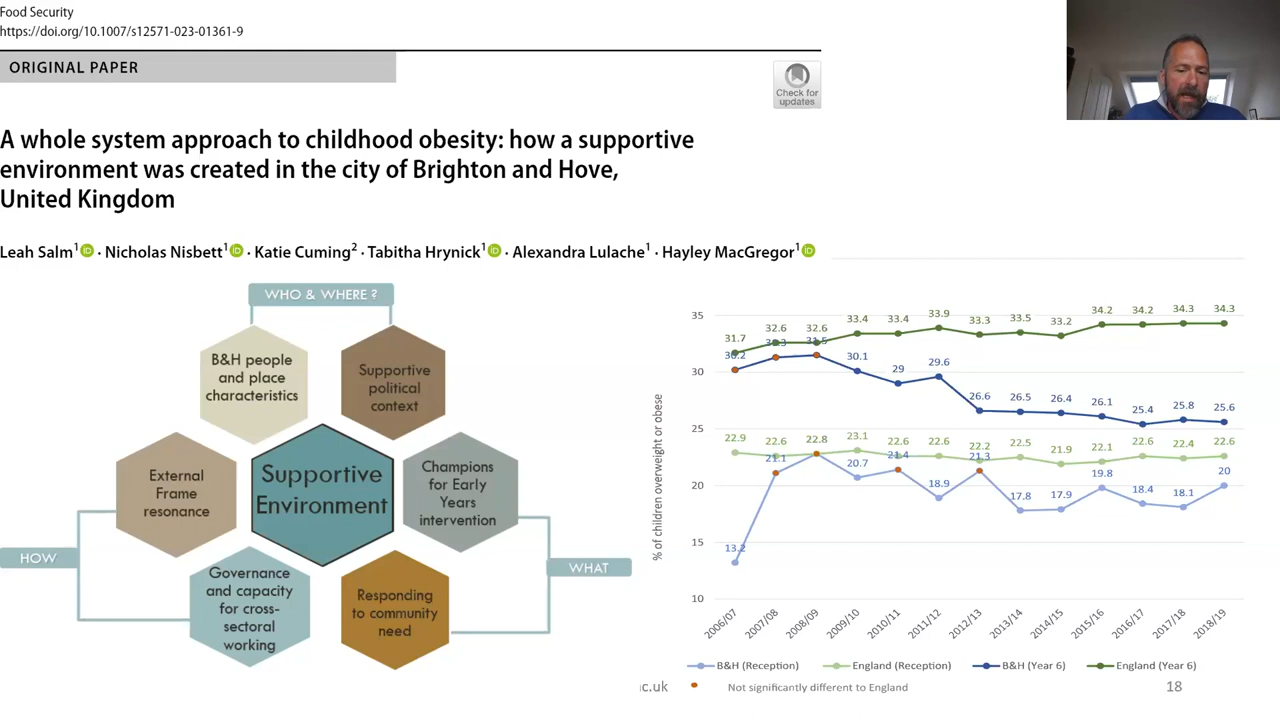 Food Security
https://doi.org/10.1007/s12571-023-01361-9
ORIGINAL PAPER
Check for
updates
A whole system approach to childhood obesity: how a supportive
environment was created in the city of Brighton and Hove,
United Kingdom
Leah Salm1 · Nicholas Nisbett1 · Katie Cuming2 · Tabitha Hrynick1 · Alexandra Lulache1 · Hayley MacGregor1
WHO & WHERE ?
B&H people
and place
characteristics
Supportive
political
context
External
Frame
resonance
Supportive
Environment
Champions
for Early
Years
intervention
HOW
Governance
and capacity
for cross-
sectoral
working
Responding
to community
need
WHAT
% of children overweight or obese
35
30
25
20
15
10
31.7 32.6 32.6 33.4 33.4 33.9 33.3 33.5 33.2 34.2 34.2 34.3 34.3
30.2 31.3 31.5 30.1 29 29.6 26.6 26.5 26.4 26.1 25.4 25.8 25.6
22.9 22.6 22.8 23.1 22.6 22.6 22.2 22.5 21.9 22.1 22.6 22.4 22.6
13.2 21.1 20.7 21.4 18.9 21.3 17.8 17.9 19.8 18.4 18.1 20
2006/07 2007/08 2008/09 2009/10 2010/11 2011/12 2012/13 2013/14 2014/15 2015/16 2016/17 2017/18 2018/19
B&H (Reception) England (Reception) B&H (Year 6) England (Year 6)
c.uk
Not significantly different to England
18